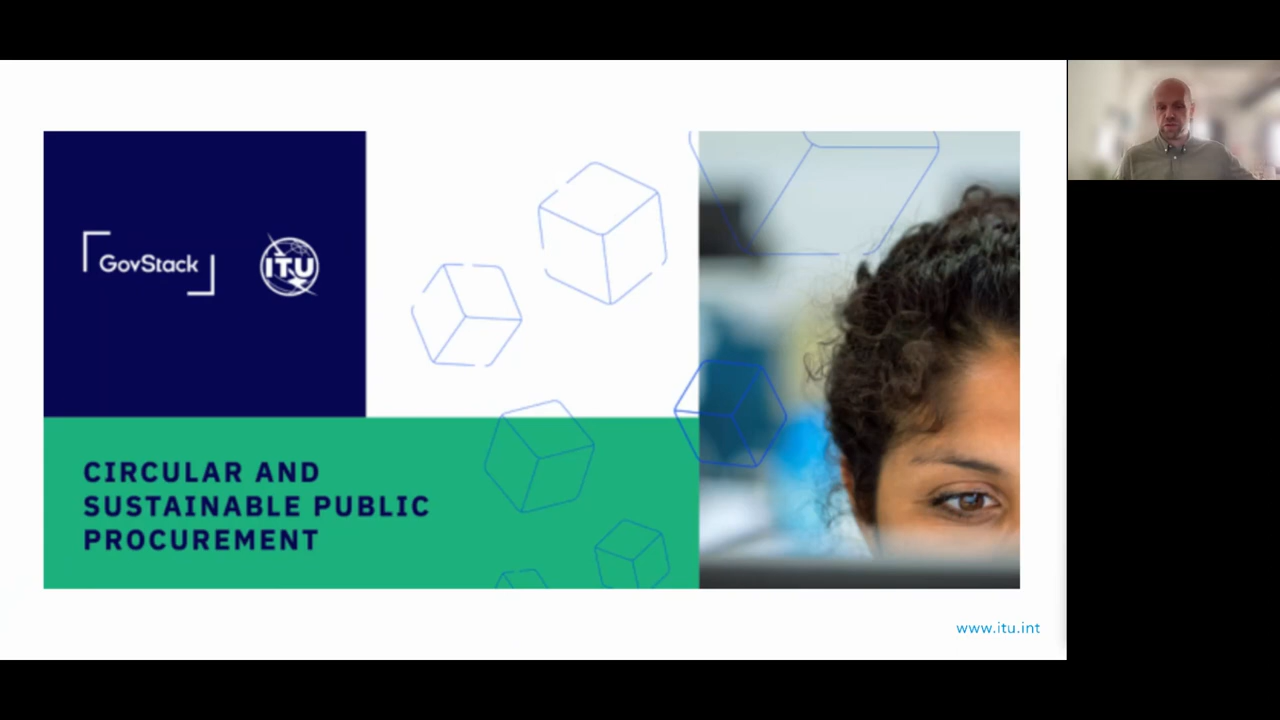 GovStack
ITU
CIRCULAR AND
SUSTAINABLE PUBLIC
PROCUREMENT
www.itu.int